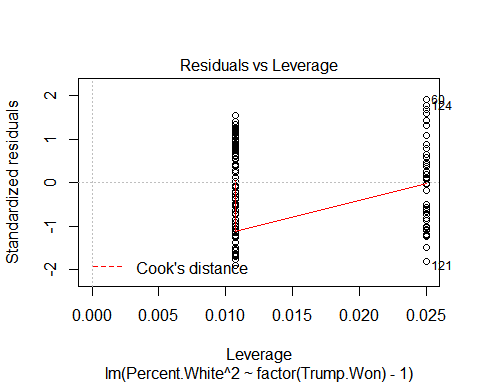 Residuals vs Leverage
Standardized residuals
2
1
0
-1
-2
60
124
121
Cook's distance
0.000 0.005 0.010 0.015 0.020 0.025
Leverage
lm(Percent.White^2 ~ factor(Trump.Won) - 1)